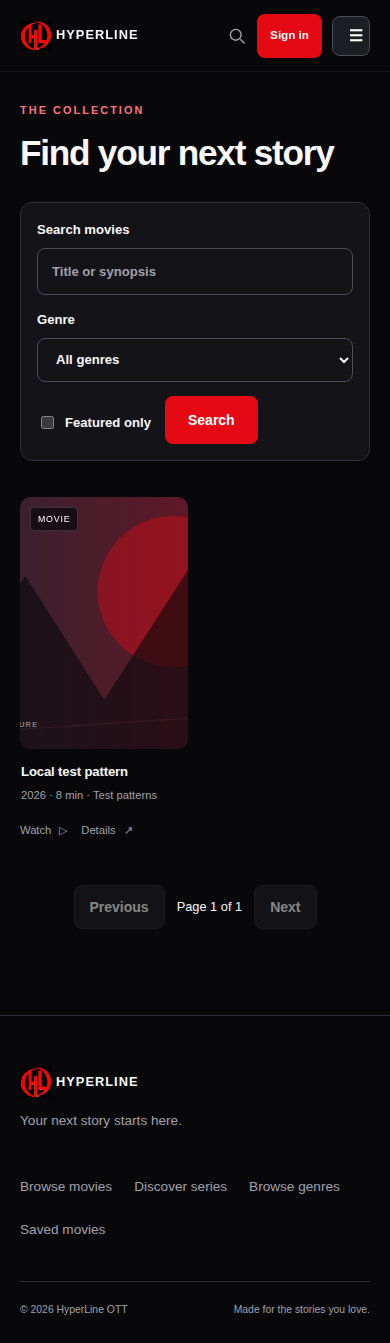 HYPERLINE
Sign in
THE COLLECTION
Find your next story
Search movies
Title or synopsis
Genre
All genres
Featured only
Search
MOVIE
URE
Local test pattern
2026 · 8 min · Test patterns
Watch ▷ Details ↗
Previous
Page 1 of 1
Next
HYPERLINE
Your next story starts here.
Browse movies
Discover series
Browse genres
Saved movies
© 2026 HyperLine OTT
Made for the stories you love.